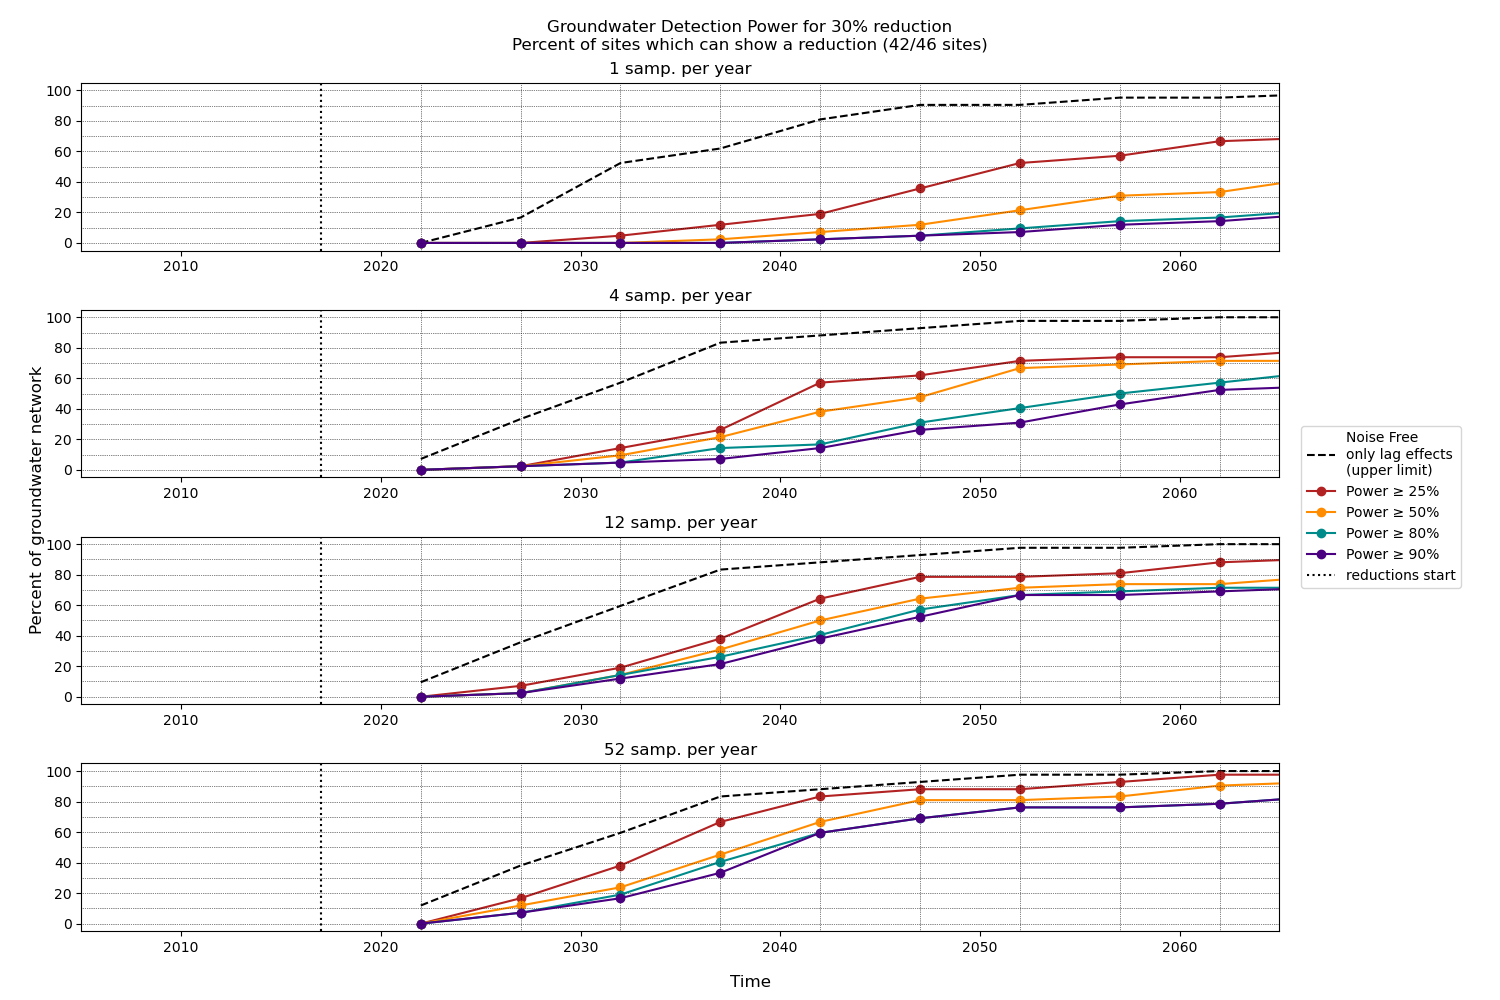 Groundwater Detection Power for 30% reduction
Percent of sites which can show a reduction (42/46 sites)
1 samp. per year
100
80
60
40
20
0
2010 2020 2030 2040 2050 2060
4 samp. per year
100
80
60
40
20
0
2010 2020 2030 2040 2050 2060
12 samp. per year
100
80
60
40
20
0
2010 2020 2030 2040 2050 2060
52 samp. per year
100
80
60
40
20
0
2010 2020 2030 2040 2050 2060
Percent of groundwater network
Time
Noise Free
only lag effects
(upper limit)
Power ≥ 25%
Power ≥ 50%
Power ≥ 80%
Power ≥ 90%
reductions start